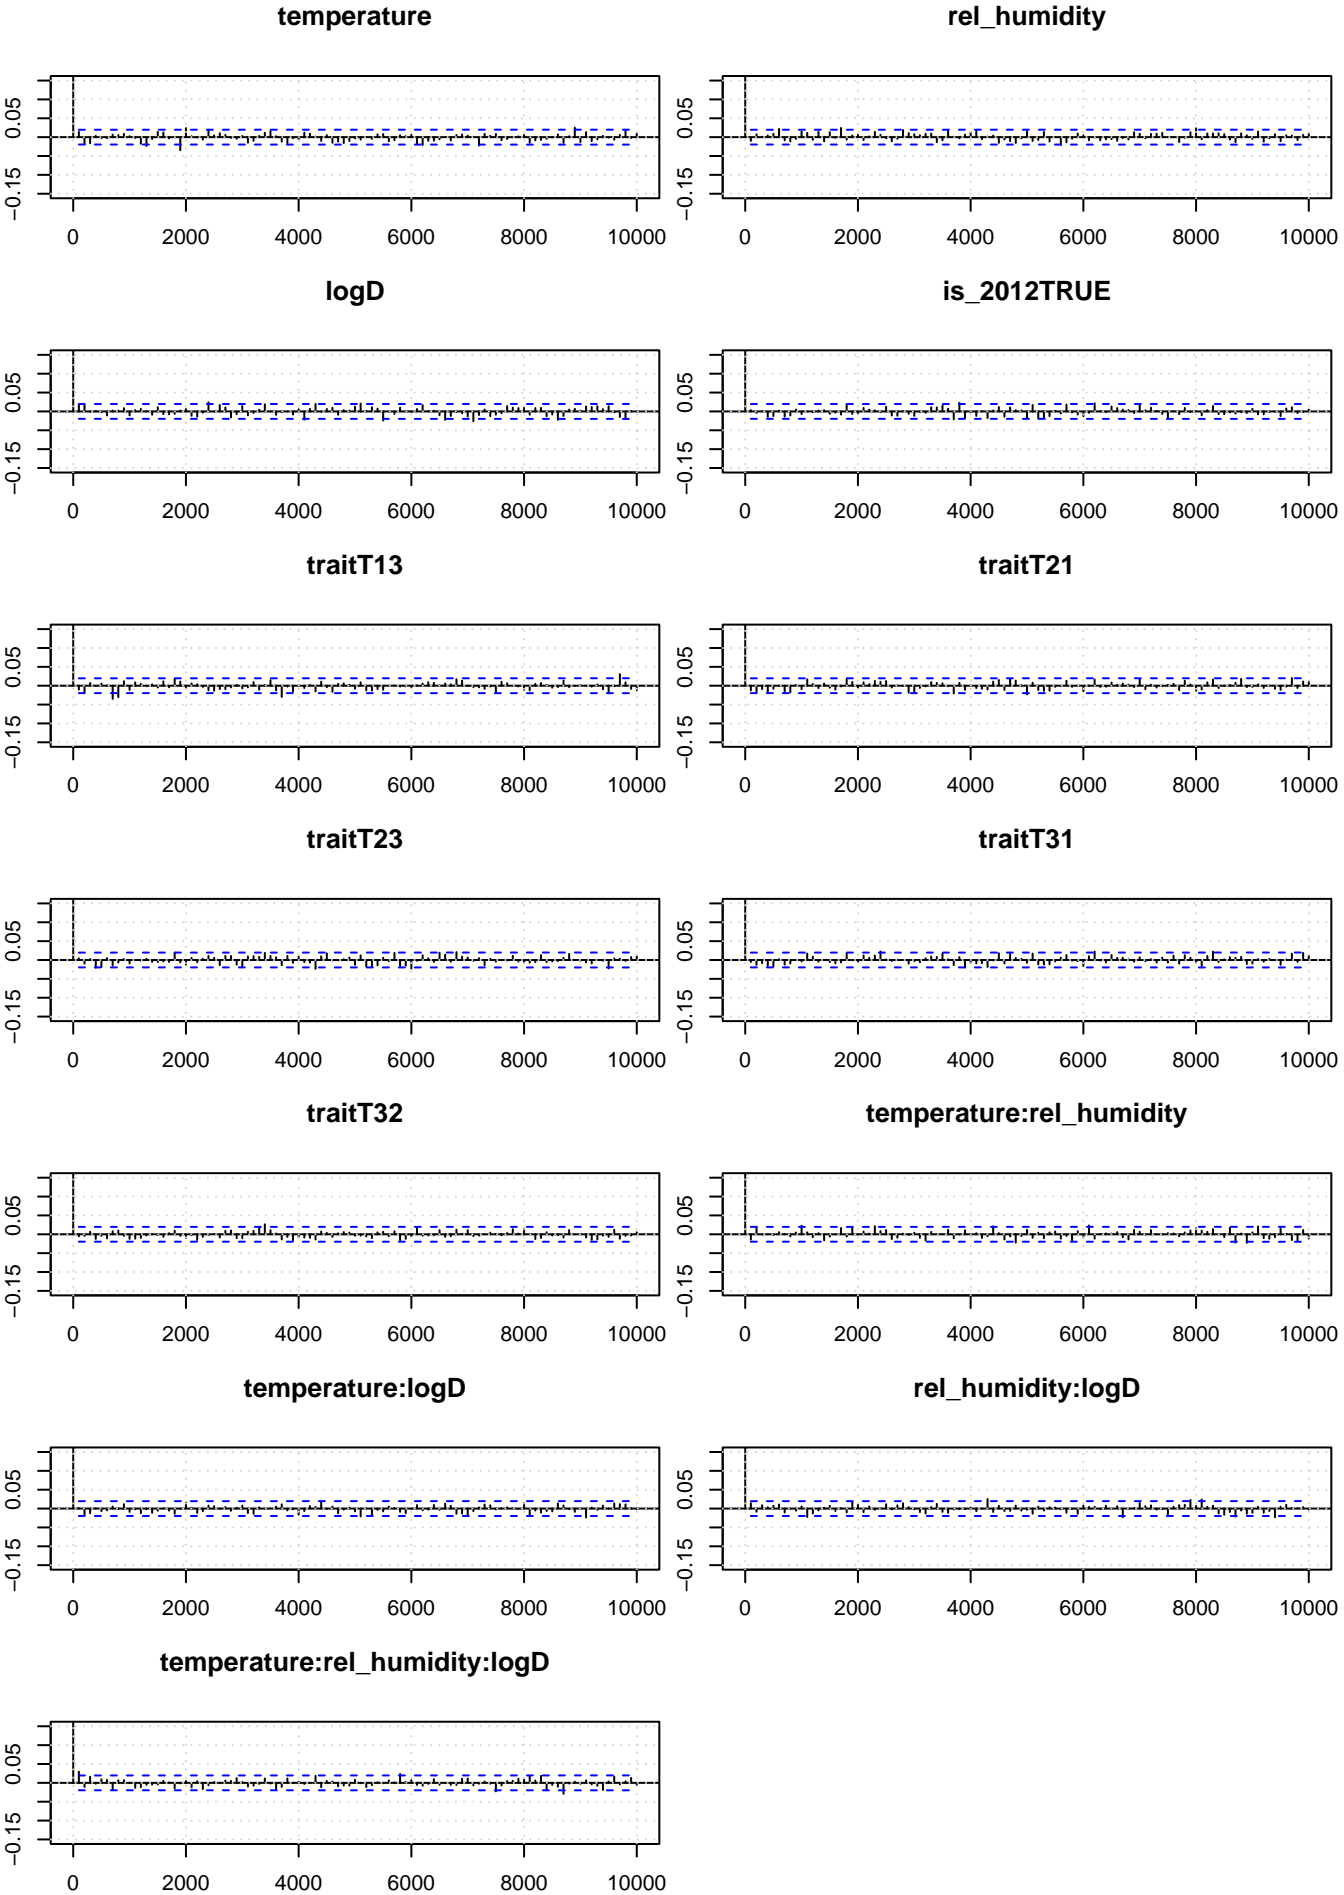 temperature rel_humidity
0.05 0.05
−0.15 −0.15
0 2000 4000 6000 8000 10000 0 2000 4000 6000 8000 10000
logD is_2012TRUE
0.05 0.05
−0.15 −0.15
0 2000 4000 6000 8000 10000 0 2000 4000 6000 8000 10000
traitT13 traitT21
0.05 0.05
−0.15 −0.15
0 2000 4000 6000 8000 10000 0 2000 4000 6000 8000 10000
traitT23 traitT31
0.05 0.05
−0.15 −0.15
0 2000 4000 6000 8000 10000 0 2000 4000 6000 8000 10000
traitT32 temperature:rel_humidity
0.05 0.05
−0.15 −0.15
0 2000 4000 6000 8000 10000 0 2000 4000 6000 8000 10000
temperature:logD rel_humidity:logD
0.05 0.05
−0.15 −0.15
0 2000 4000 6000 8000 10000 0 2000 4000 6000 8000 10000
temperature:rel_humidity:logD
0.05
−0.15
0 2000 4000 6000 8000 10000